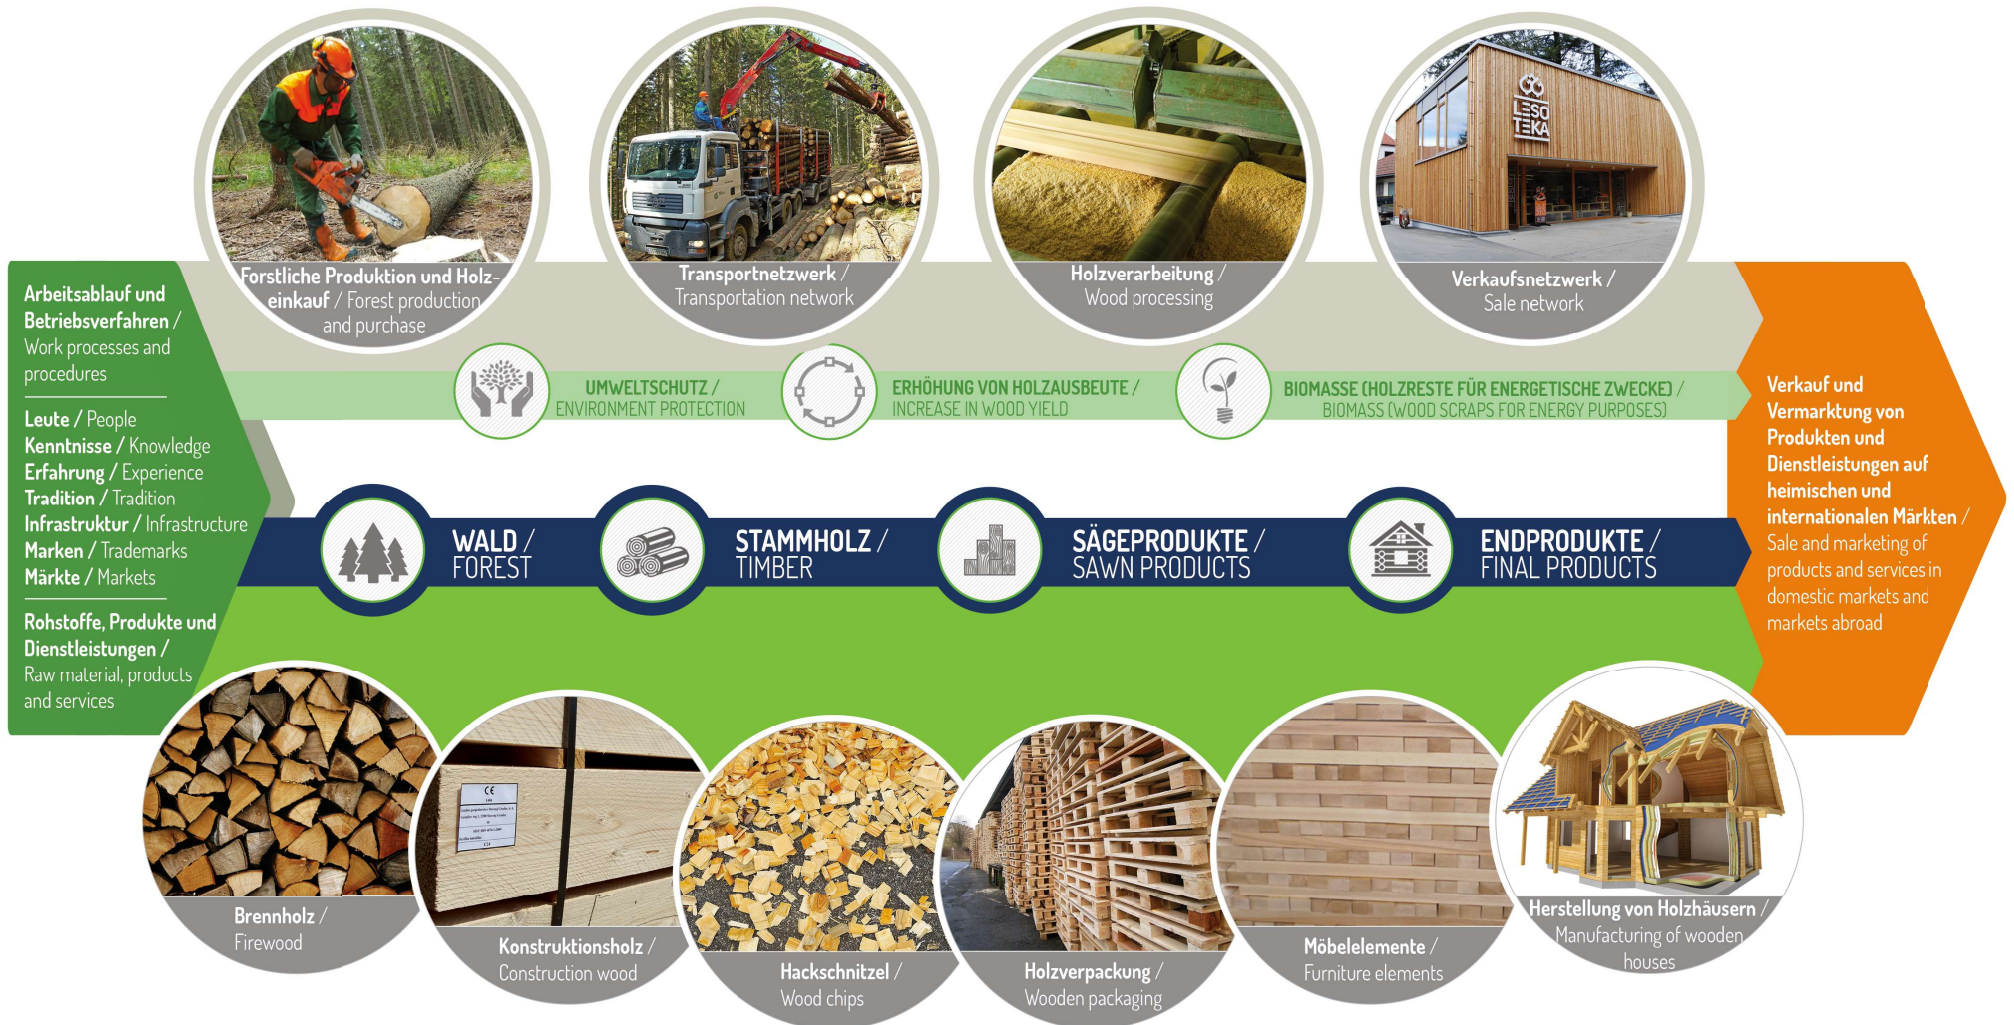 LESO
TEKA
Forstliche Produktion und Holz-
einkauf / Forest production
and purchase
Transportnetzwerk /
Transportation network
Holzverarbeitung /
Wood processing
Verkaufsnetzwerk /
Sale network
Arbeitsablauf und
Betriebsverfahren /
Work processes and
procedures
Leute / People
Kenntnisse / Knowledge
Erfahrung / Experience
Tradition / Tradition
Infrastruktur / Infrastructure
Marken / Trademarks
Märkte / Markets
Rohstoffe, Produkte und
Dienstleistungen /
Raw material, products
and services
UMWELTSCHUTZ /
ENVIRONMENT PROTECTION
ERHÖHUNG VON HOLZAUSBEUTE /
INCREASE IN WOOD YIELD
BIOMASSE (HOLZRESTE FÜR ENERGETISCHE ZWECKE) /
BIOMASS (WOOD SCRAPS FOR ENERGY PURPOSES)
WALD /
FOREST
STAMMHOLZ /
TIMBER
SÄGEPRODUKTE /
SAWN PRODUCTS
ENDPRODUKTE /
FINAL PRODUCTS
Verkauf und
Vermarktung von
Produkten und
Dienstleistungen auf
heimischen und
internationalen Märkten /
Sale and marketing of
products and services in
domestic markets and
markets abroad
CE
C24
Brennholz /
Firewood
Konstruktionsholz /
Construction wood
Hackschnitzel /
Wood chips
Holzverpackung /
Wooden packaging
Möbelelemente /
Furniture elements
Herstellung von Holzhäusern /
Manufacturing of wooden
houses